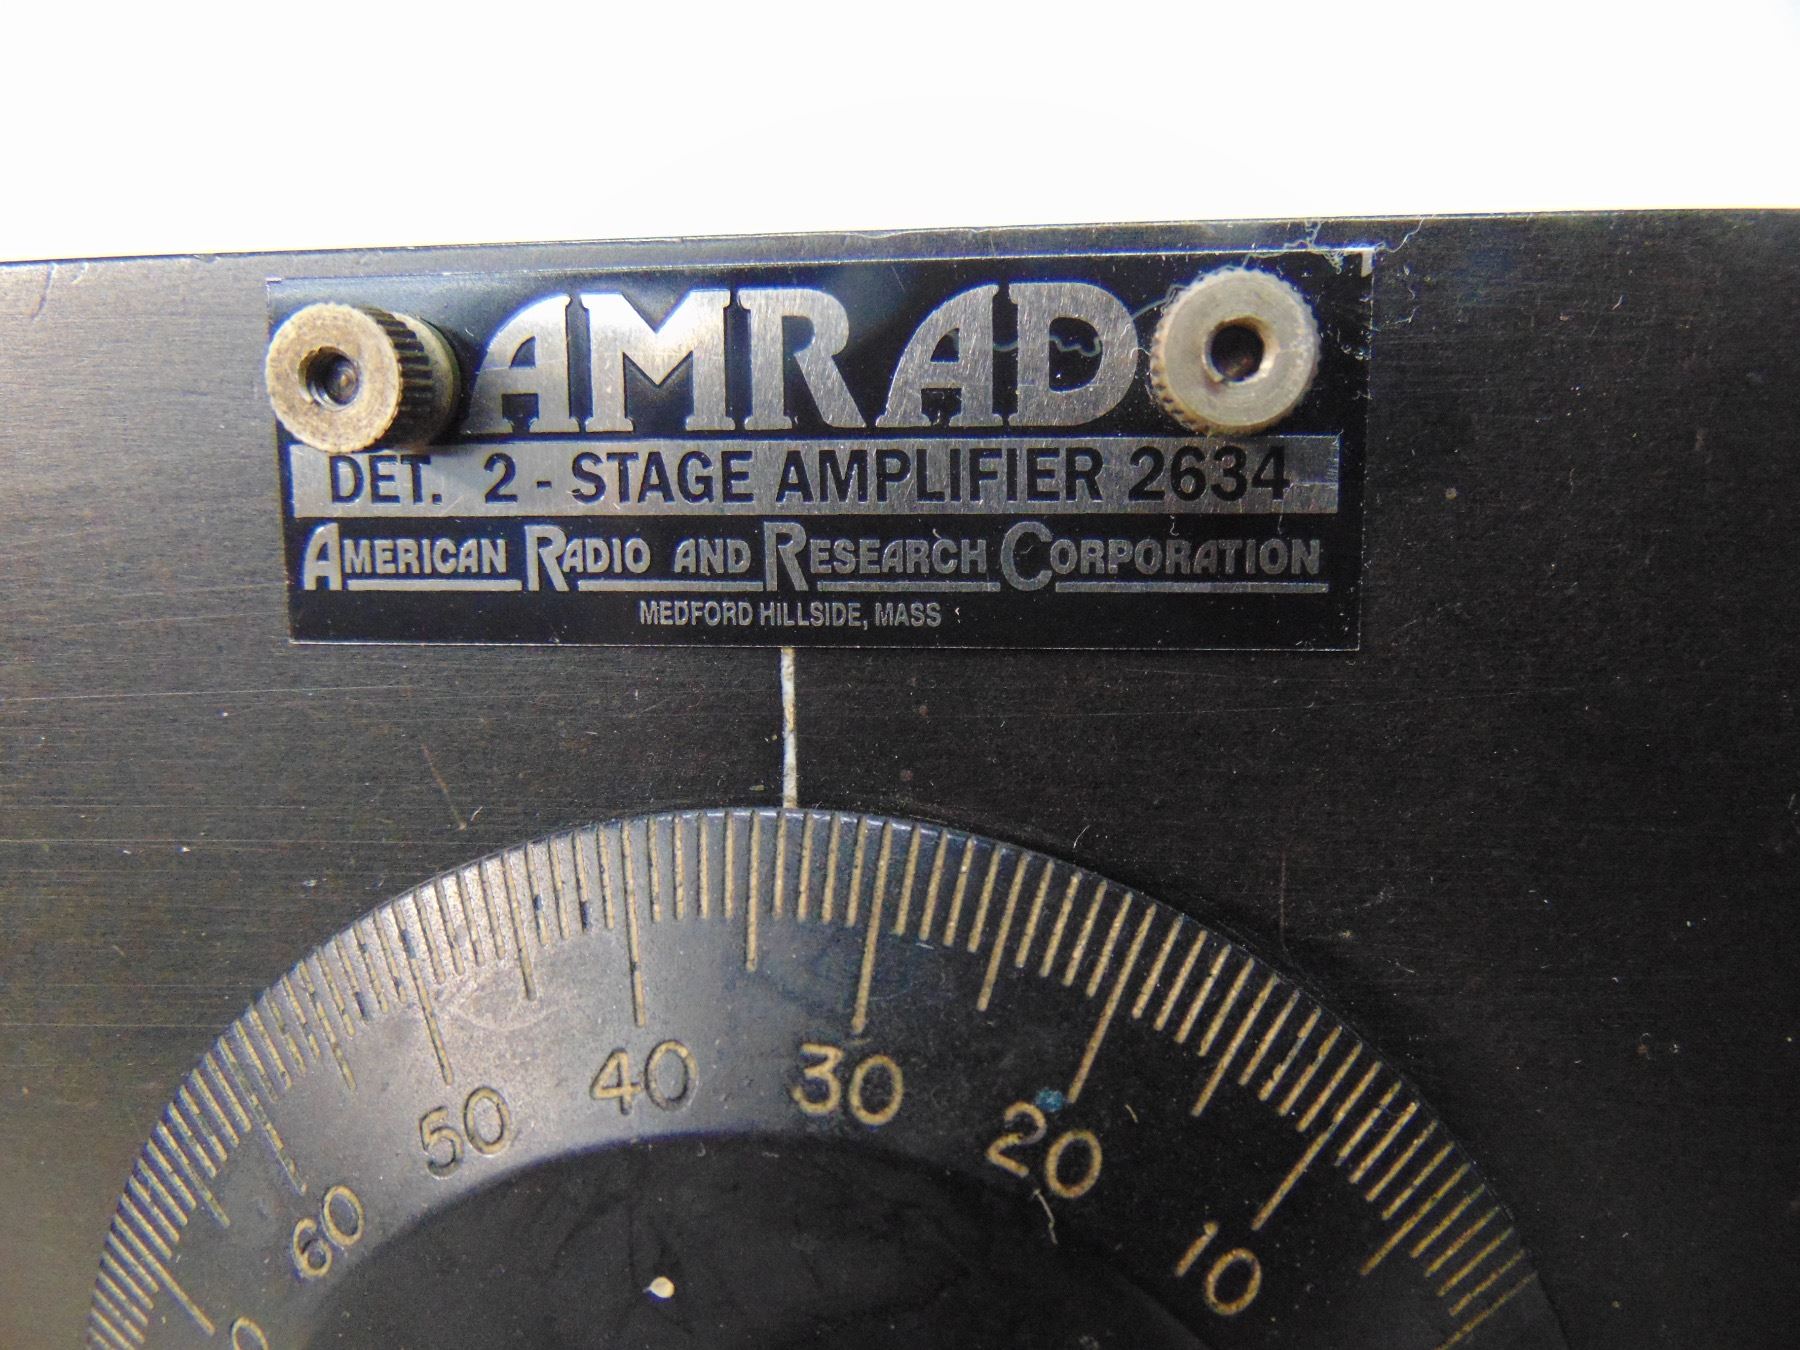 AMRAD
DET. 2 - STAGE AMPLIFIER 2634
AMERICAN RADIO AND RESEARCH CORPORATION
MEDFORD HILLSIDE, MASS
60 50 40 30 20 10